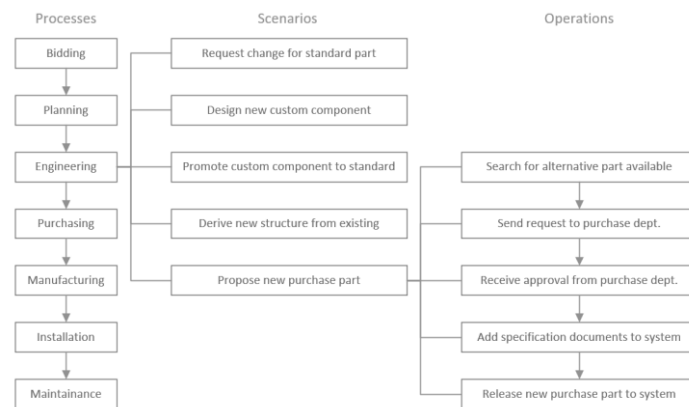 Processes
Scenarios
Operations
Bidding
Planning
Engineering
Purchasing
Manufacturing
Installation
Maintainance
Request change for standard part
Design new custom component
Promote custom component to standard
Derive new structure from existing
Propose new purchase part
Search for alternative part available
Send request to purchase dept.
Receive approval from purchase dept.
Add specification documents to system
Release new purchase part to system